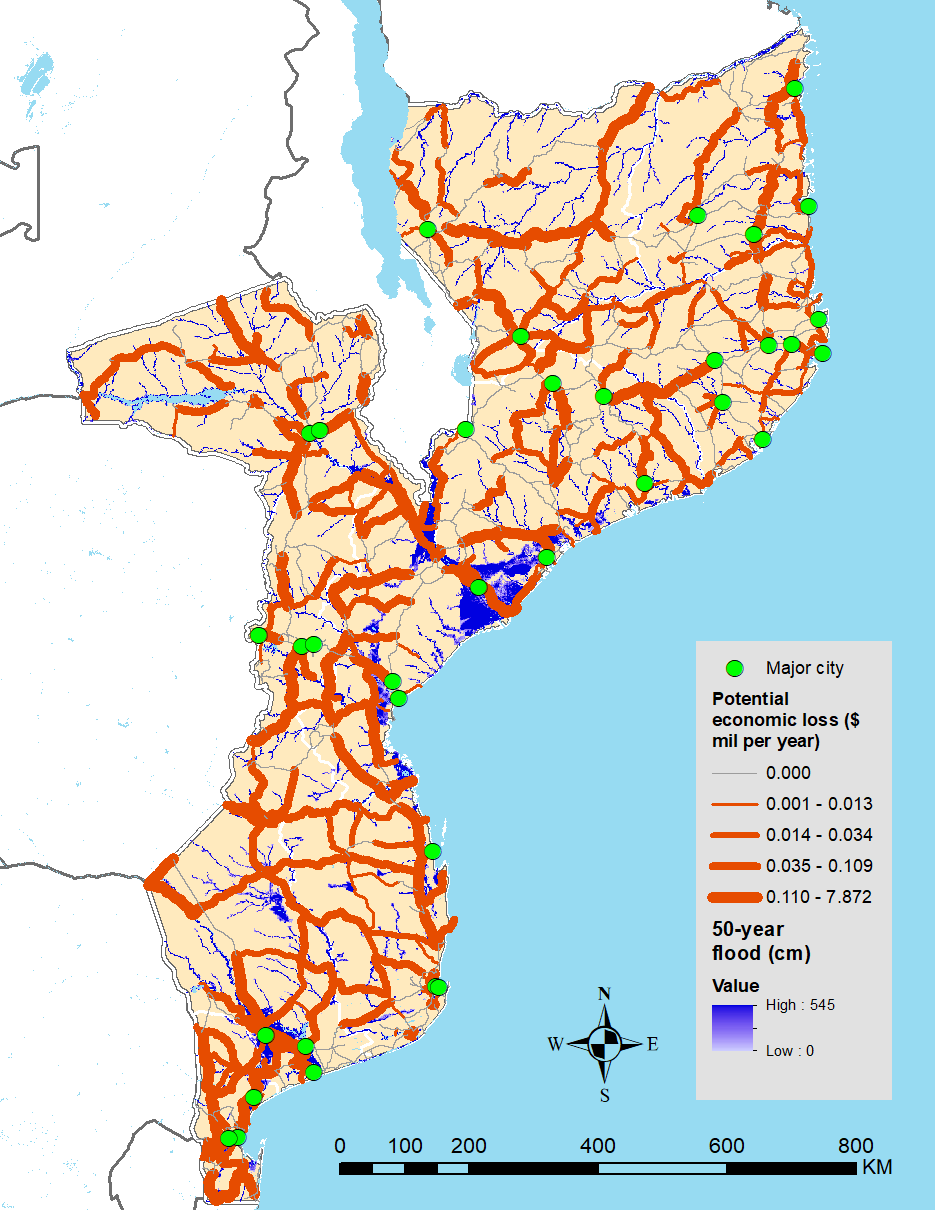 Major city
Potential
economic loss ($
mil per year)
0.000
0.001 - 0.013
0.014 - 0.034
0.035 - 0.109
0.110 - 7.872
50-year
flood (cm)
Value
High : 545
Low : 0
N
W E
S
0 100 200 400 600 800
KM